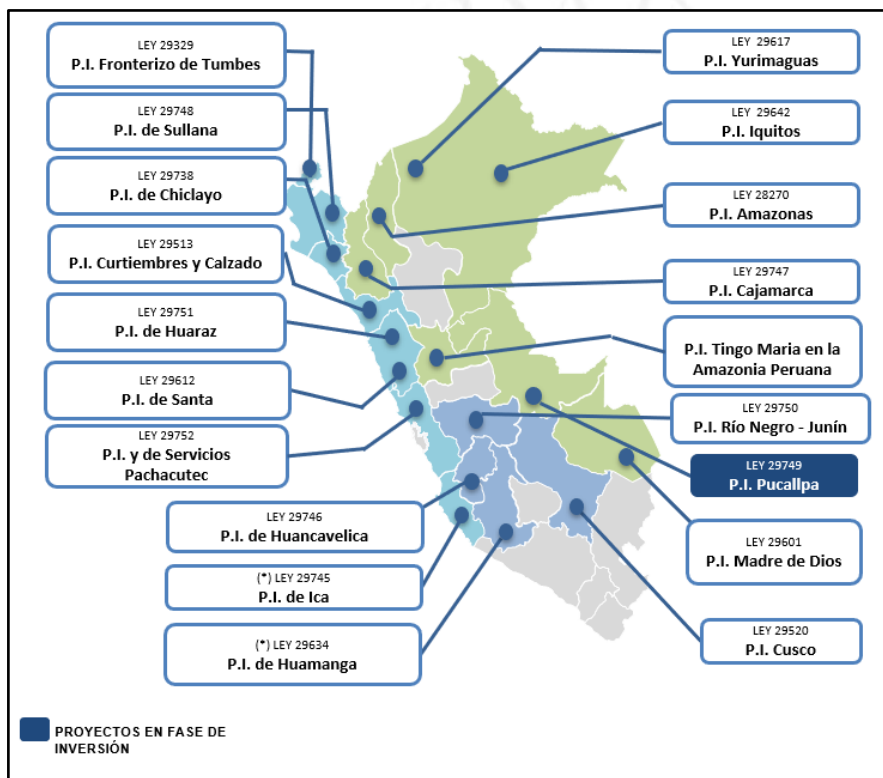 LEY 29329
P.I. Fronterizo de Tumbes
LEY 29748
P.I. de Sullana
LEY 29738
P.I. de Chiclayo
LEY 29513
P.I. Curtiembres y Calzado
LEY 29751
P.I. de Huaraz
LEY 29612
P.I. de Santa
LEY 29752
P.I. y de Servicios
Pachacutec
LEY 29746
P.I. de Huancavelica
(*) LEY 29745
P.I. de Ica
(*) LEY 29634
P.I. de Huamanga
LEY 29617
P.I. Yurimaguas
LEY 29642
P.I. Iquitos
LEY 28270
P.I. Amazonas
LEY 29747
P.I. Cajamarca
P.I. Tingo Maria en la
Amazonia Peruana
LEY 29750
P.I. Río Negro - Junín
LEY 29749
P.I. Pucallpa
LEY 29601
P.I. Madre de Dios
LEY 29520
P.I. Cusco
PROYECTOS EN FASE DE
INVERSIÓN